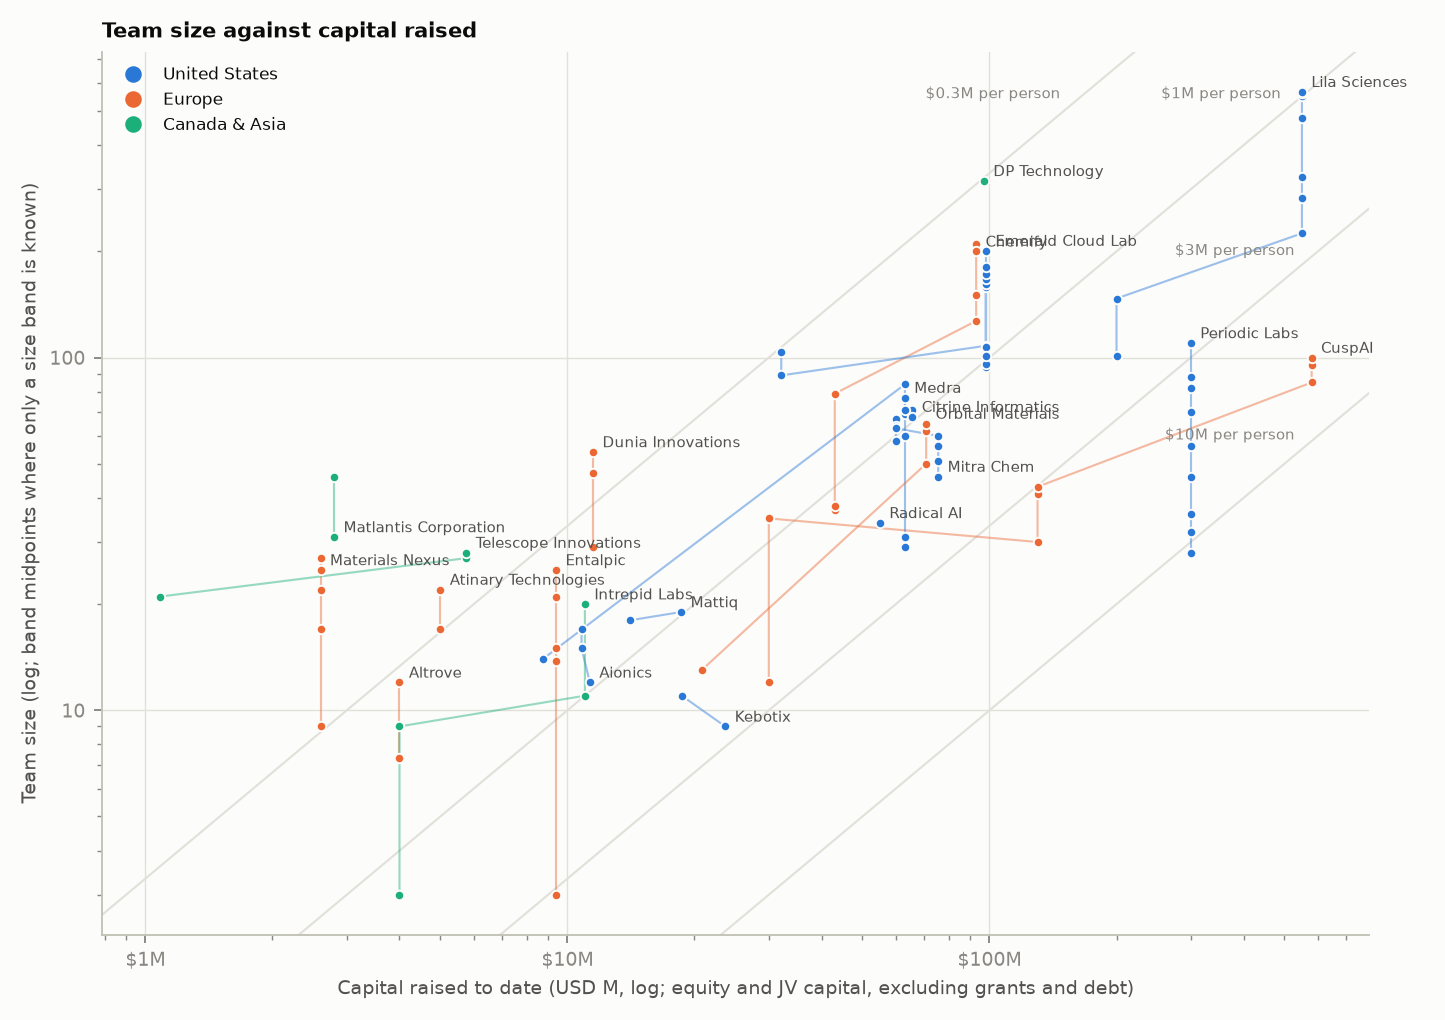 Team size against capital raised
United States
Europe
Canada & Asia
Lila Sciences
$0.3M per person
$1M per person
DP Technology
Chemify
Emerald Cloud Lab
$3M per person
Periodic Labs
CuspAI
100
Medra
Citrine Informatics
Orbital Materials
$10M per person
Dunia Innovations
Mitra Chem
Radical AI
Matlantis Corporation
Telescope Innovations
Materials Nexus
Entalpic
Atinary Technologies
Intrepid Labs
Mattiq
Altrove
Aionics
10
Kebotix
$1M
$10M
$100M
Capital raised to date (USD M, log; equity and JV capital, excluding grants and debt)
Team size (log; band midpoints where only a size band is known)